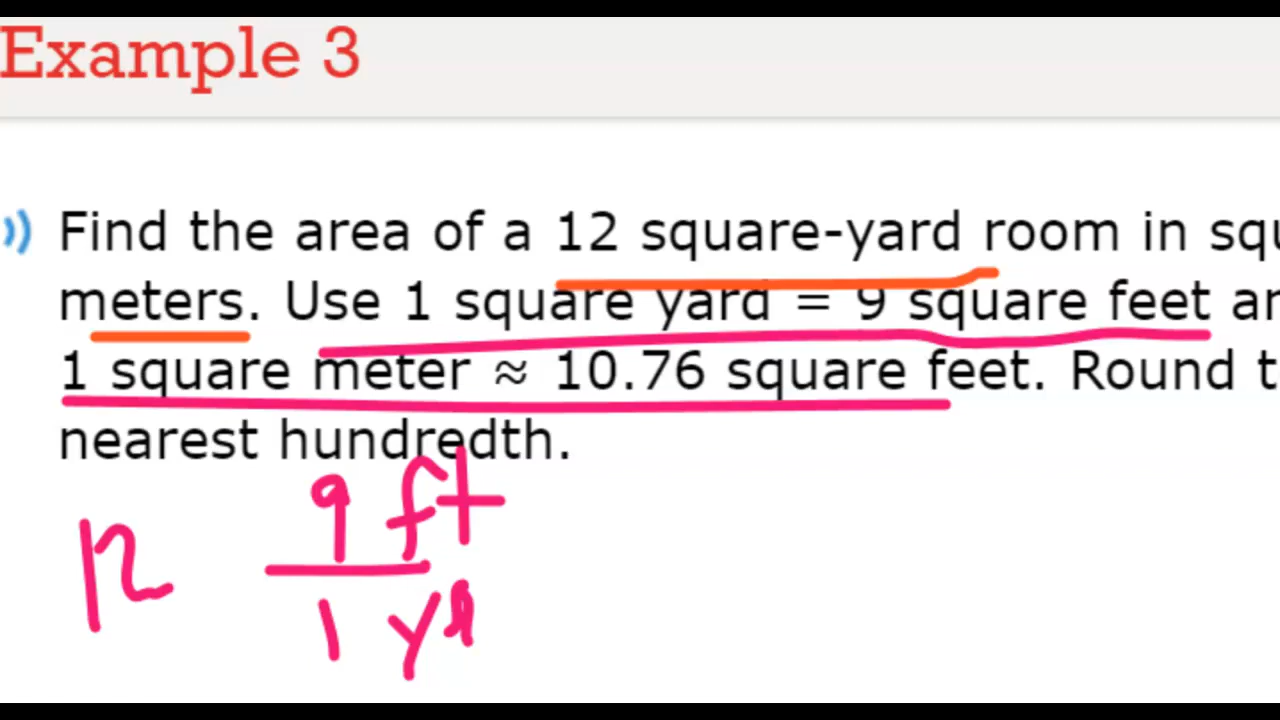 Example 3
Find the area of a 12 square-yard room in squ
meters. Use 1 square yard = 9 square feet an
1 square meter ≈ 10.76 square feet. Round t
nearest hundredth.
12 9 ft
1 yd